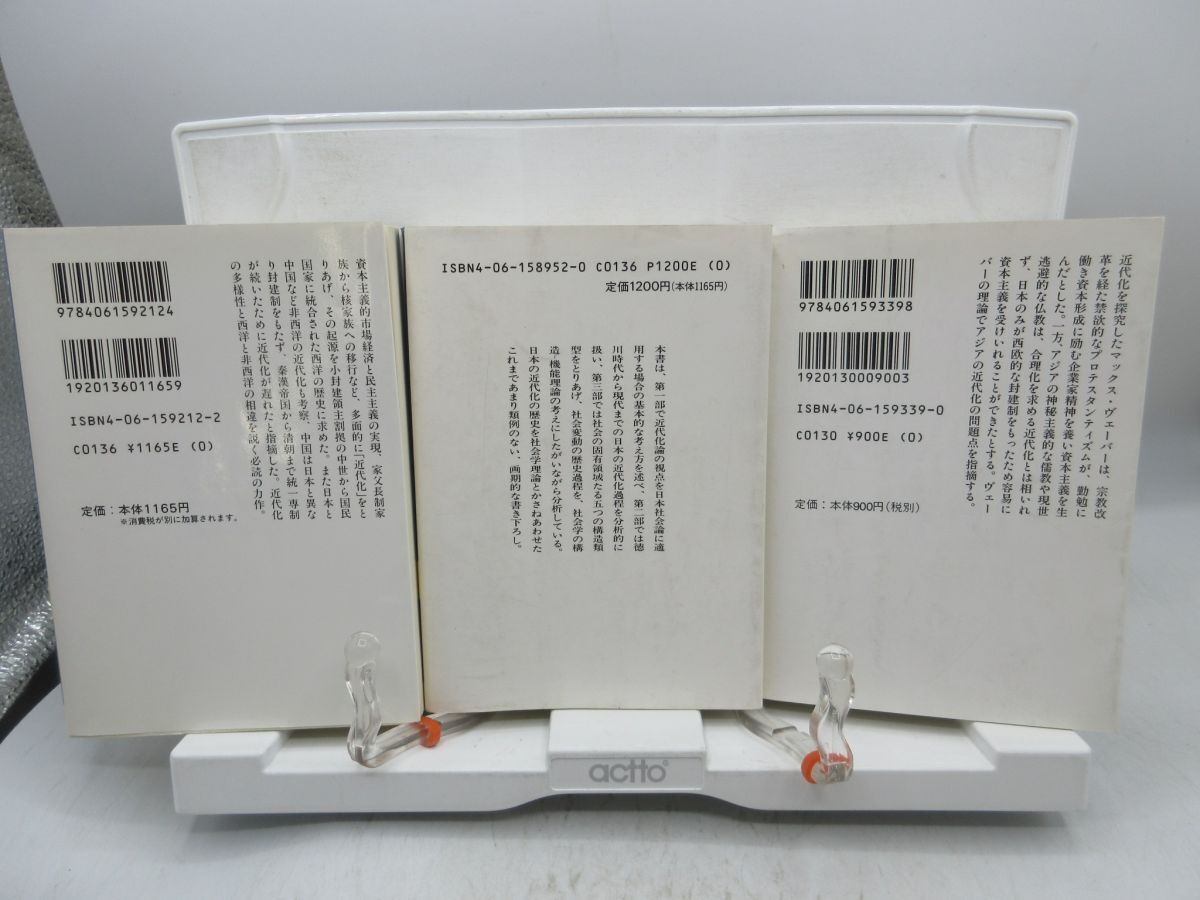 9784061592124
1920136011659
ISBN4-06-159212-2
C0136 ¥1165E (0)
定価：本体1165円
※消費税が別に加算されます。
資本主義的市場経済と民主主義の実現、家父長制家
族から核家族への移行など、多面的に「近代化」をと
りあげ、その起源を小封建領主割拠の中世から国民
国家に統合された西洋の歴史に求めた。また日本と
中国など非西洋の近代化も考察、中国は日本と異な
り封建制をもたず、秦漢帝国から清朝まで統一専制
が続いたために近代化が遅れたと指摘した。近代化
の多様性と西洋と非西洋の相違を説く必読の力作。
ISBN4-06-158952-0 C0136 P1200E (0)
定価1200円(本体1165円)
本書は、第一部で近代化論の視点を日本社会論に適
用する場合の基本的な考え方を述べ、第二部では徳
川時代から現代までの日本の近代化過程を分析的に
扱い、第三部では社会の固有領域たる五つの構造類
型をとりあげ、社会変動の歴史過程を、社会学の構
造-機能理論の考えにしたがいながら分析している。
日本の近代化の歴史を社会学理論とかさねあわせた
これまであまり類例のない、画期的な書き下ろし。
9784061593398
1920130009003
ISBN4-06-159339-0
C0130 ¥900E (0)
定価：本体900円(税別)
近代化を探究したマックス・ヴェーバーは、宗教改
革を経た禁欲的なプロテスタンティズムが、勤勉に
働き資本形成に励む企業家精神を養い資本主義を生
んだとした。一方、アジアの神秘主義的な儒教や現世
逃避的な仏教は、合理化を求める近代化とは相いれ
ず、日本のみが西欧的な封建制をもったため容易に
資本主義を受けいれることができたとする。ヴェー
バーの理論でアジアの近代化の問題点を指摘する。
actto